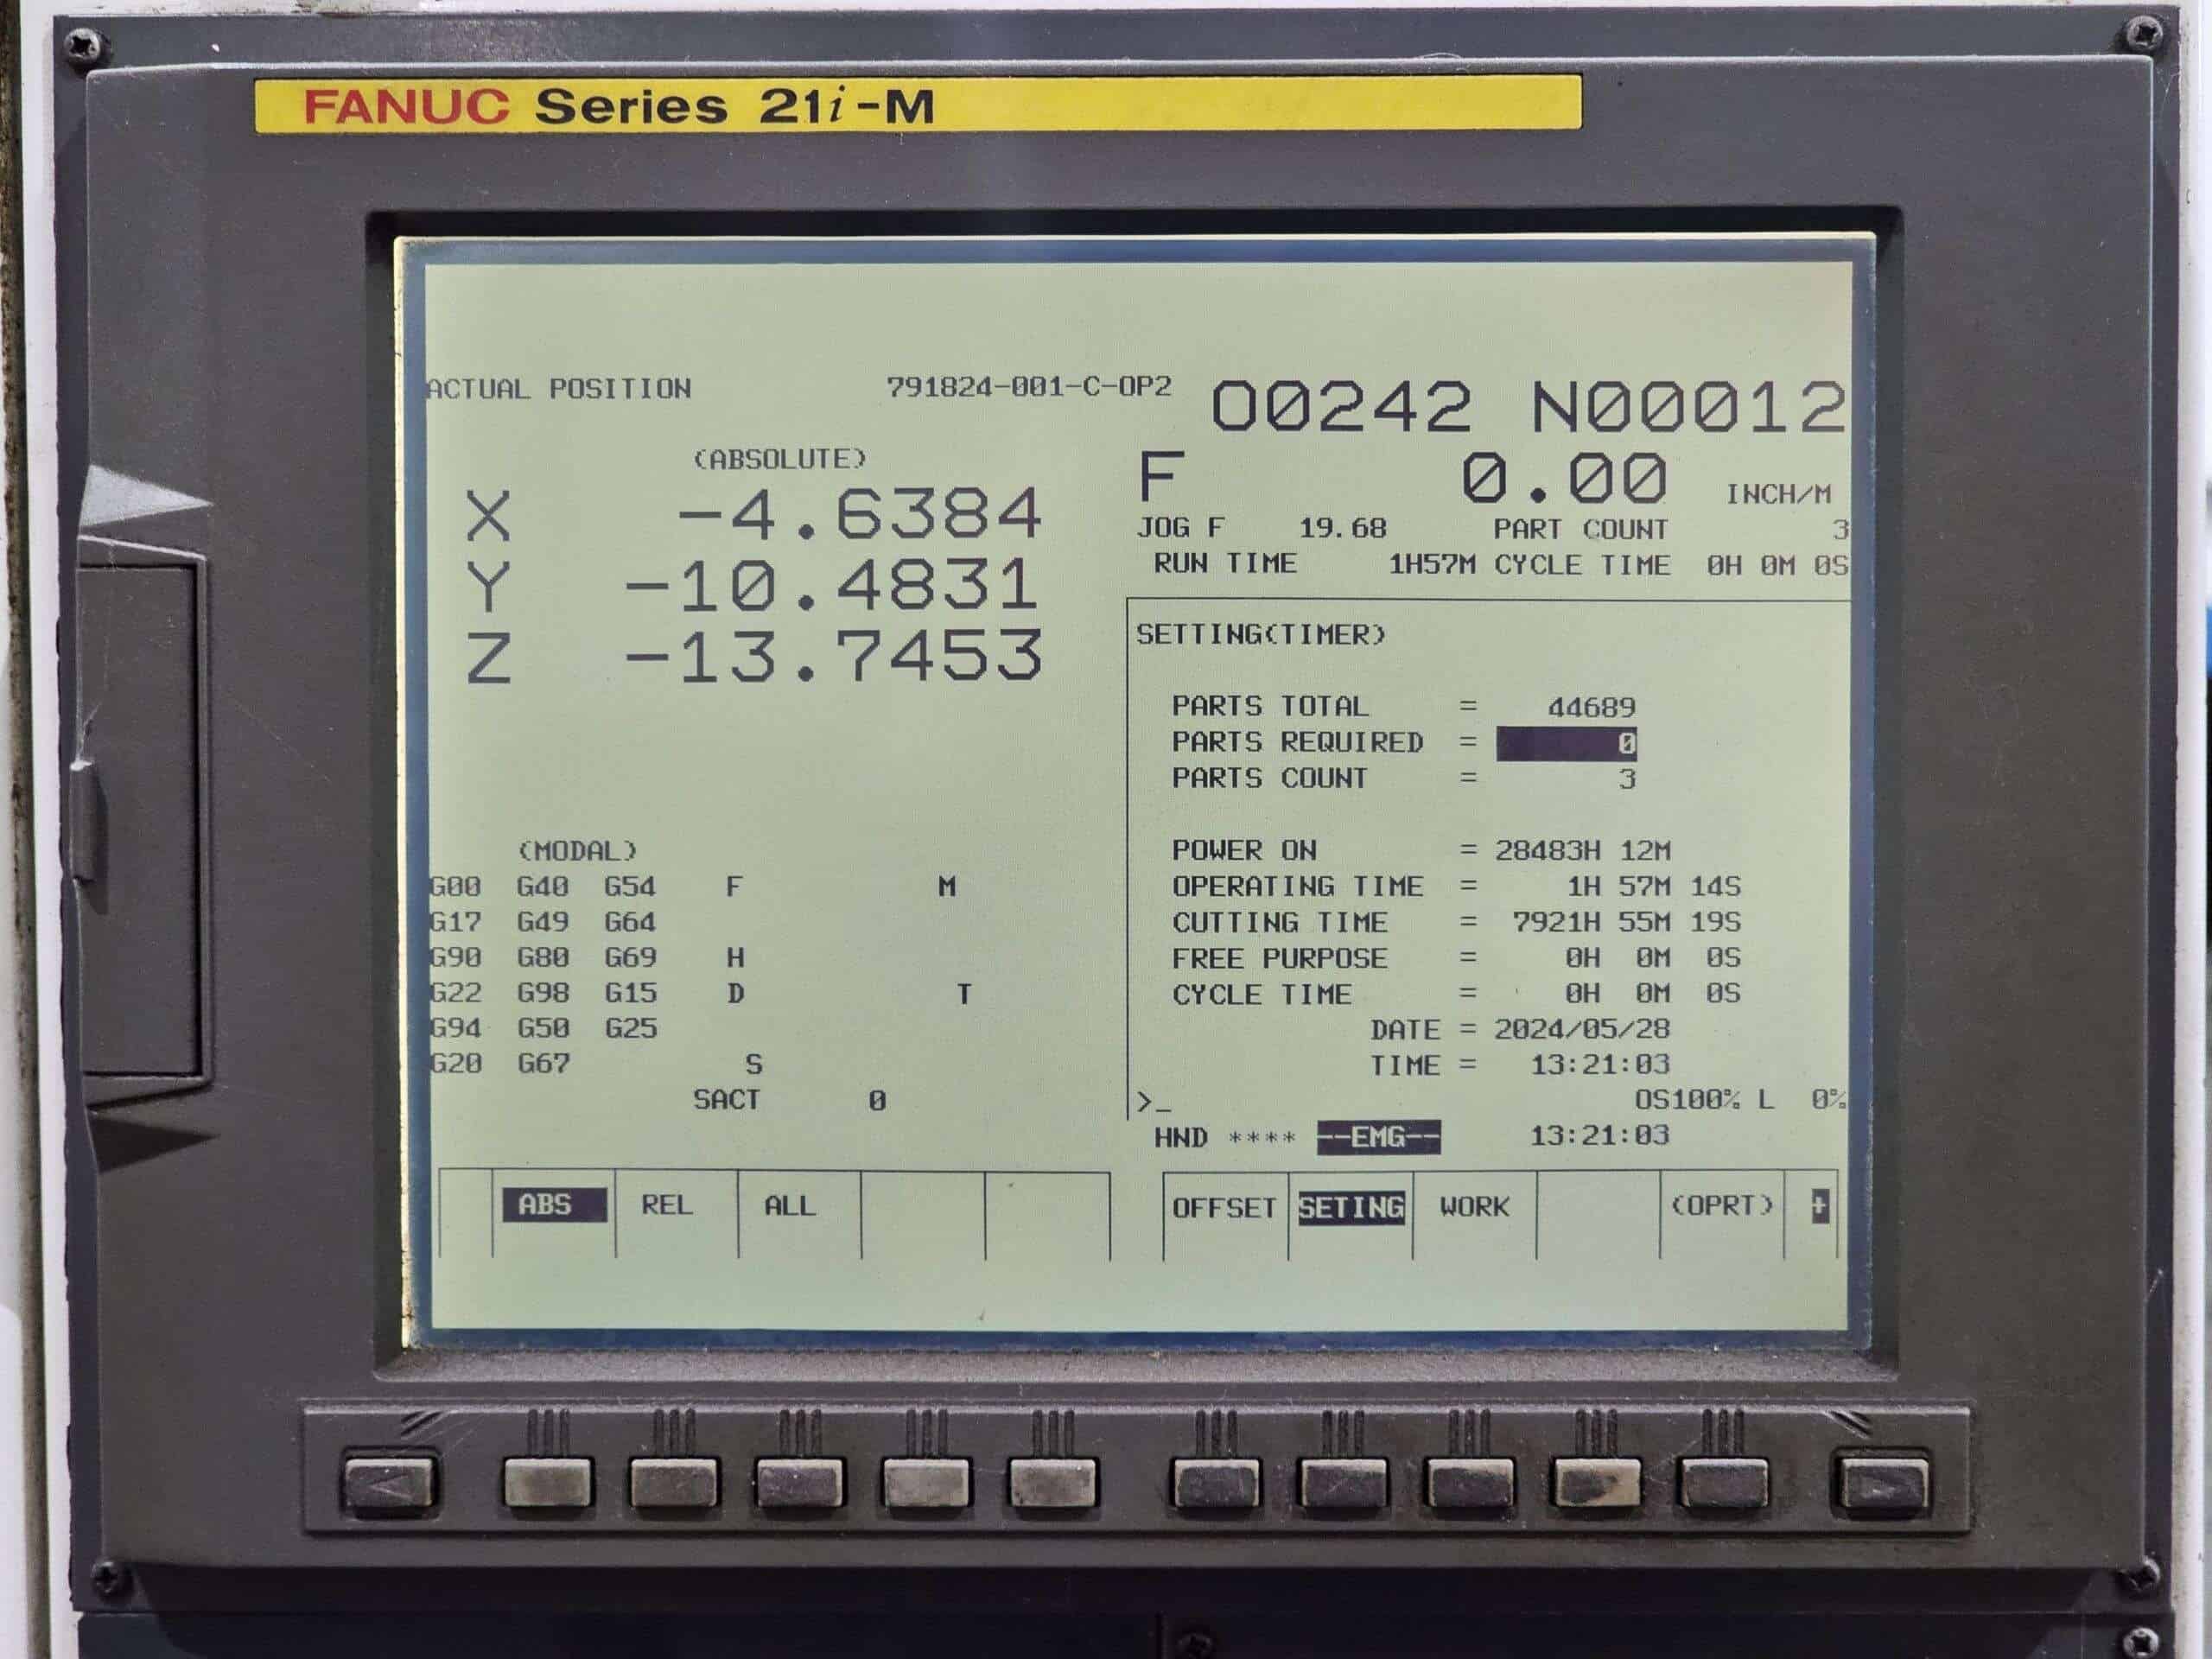 FANUC Series 21i-M
ACTUAL POSITION 791824-001-C-OP2 O0242 N00012
(ABSOLUTE) F 0.00 INCH/M
X -4.6384 JOG F 19.68 PART COUNT 3
Y -10.4831 RUN TIME 1H57M CYCLE TIME 0H 0M 0S
Z -13.7453
SETTING(TIMER)
PARTS TOTAL = 44689
PARTS REQUIRED = 0
PARTS COUNT = 3
(MODAL) POWER ON = 28483H 12M
G00 G40 G54 F M OPERATING TIME = 1H 57M 14S
G17 G49 G64 CUTTING TIME = 7921H 55M 19S
G90 G80 G69 H FREE PURPOSE = 0H 0M 0S
G22 G98 G15 D T CYCLE TIME = 0H 0M 0S
G94 G50 G25 DATE = 2024/05/28
G20 G67 S TIME = 13:21:03
SACT 0 >_ OS100% L 0%
HND **** --EMG-- 13:21:03
ABS REL ALL OFFSET SETING WORK (OPRT) +